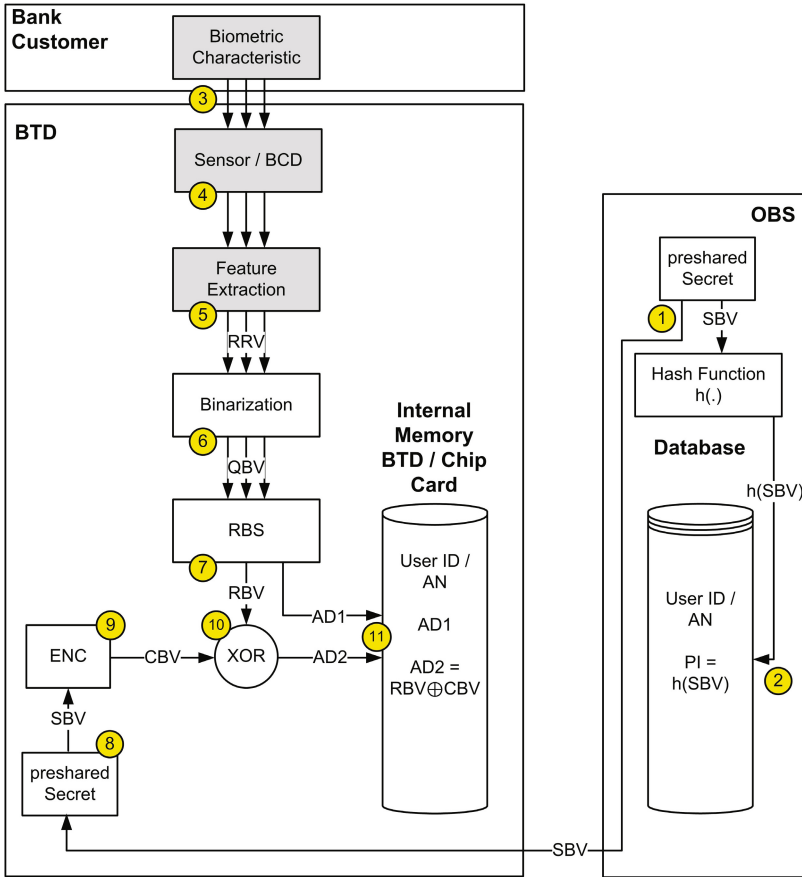 Bank
Customer
Biometric
Characteristic
3
BTD
Sensor / BCD
4
Feature
Extraction
5
RRV
Binarization
6
QBV
RBS
7
RBV
AD1
9
ENC
CBV
10
XOR
AD2
11
SBV
8
preshared
Secret
Internal
Memory
BTD / Chip
Card
User ID /
AN
AD1
AD2 =
RBV⊕CBV
SBV
OBS
preshared
Secret
1
SBV
Hash Function
h(.)
Database
h(SBV)
User ID /
AN
PI =
h(SBV)
2